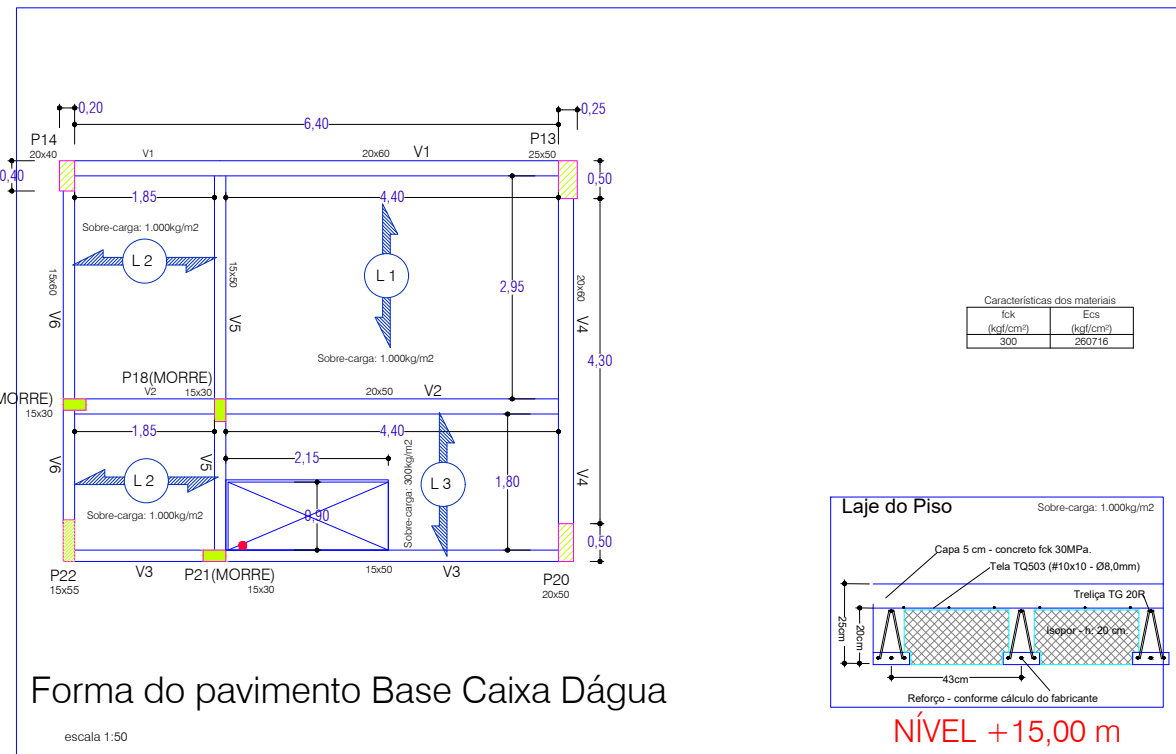 0,20
0,25
6,40
P14
20x40
P13
25x50
V1
20x60
V1
0,40
0,50
1,85
4,40
Sobre-carga: 1.000kg/m2
L 2
L 1
15x60
15x50
20x60
2,95
V6
V5
V4
Sobre-carga: 1.000kg/m2
4,30
P18(MORRE)
15x30
V2
20x50
V2
MORRE)
15x30
1,85
4,40
V6
V5
2,15
Sobre-carga: 300kg/m2
L 2
L 3
1,80
V4
Sobre-carga: 1.000kg/m2
0,90
0,50
P22
15x55
V3
P21(MORRE)
15x30
15x50
V3
P20
20x50
Características dos materiais
fck
(kgf/cm²)
Ecs
(kgf/cm²)
300
260716
Laje do Piso
Sobre-carga: 1.000kg/m2
Capa 5 cm - concreto fck 30MPa.
Tela TQ503 (#10x10 - Ø8,0mm)
Treliça TG 20R
25cm
20cm
Isopor - h: 20 cm.
43cm
Reforço - conforme cálculo do fabricante
Forma do pavimento Base Caixa Dágua
escala 1:50
NÍVEL +15,00 m